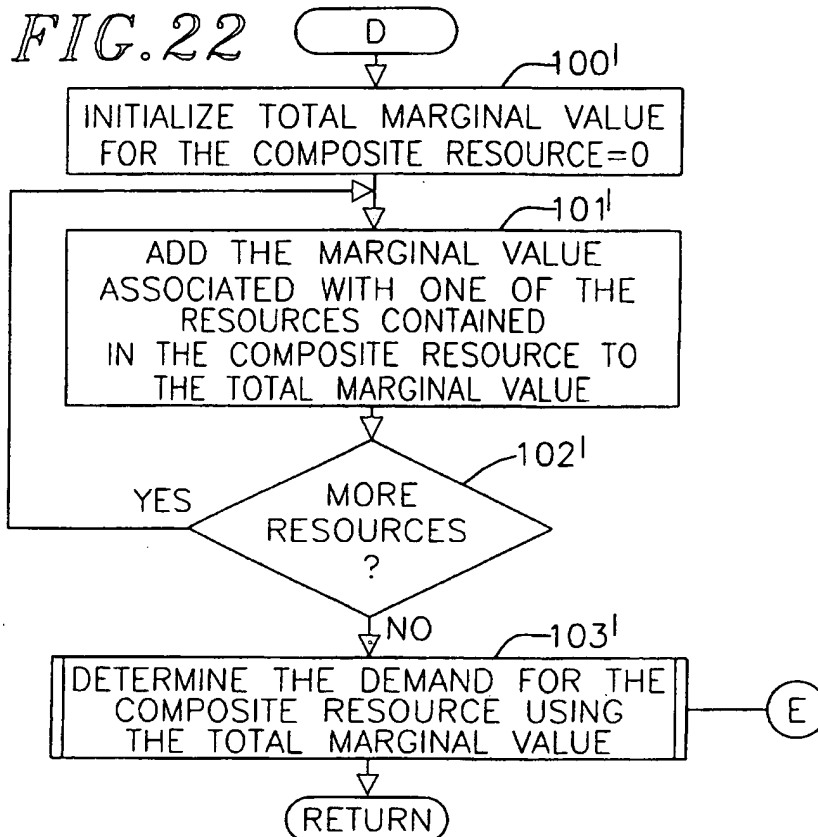 FIG.22
D
100'
INITIALIZE TOTAL MARGINAL VALUE
FOR THE COMPOSITE RESOURCE=0
101'
ADD THE MARGINAL VALUE
ASSOCIATED WITH ONE OF THE
RESOURCES CONTAINED
IN THE COMPOSITE RESOURCE TO
THE TOTAL MARGINAL VALUE
102'
YES
MORE
RESOURCES
?
NO
103'
DETERMINE THE DEMAND FOR THE
COMPOSITE RESOURCE USING
THE TOTAL MARGINAL VALUE
E
RETURN